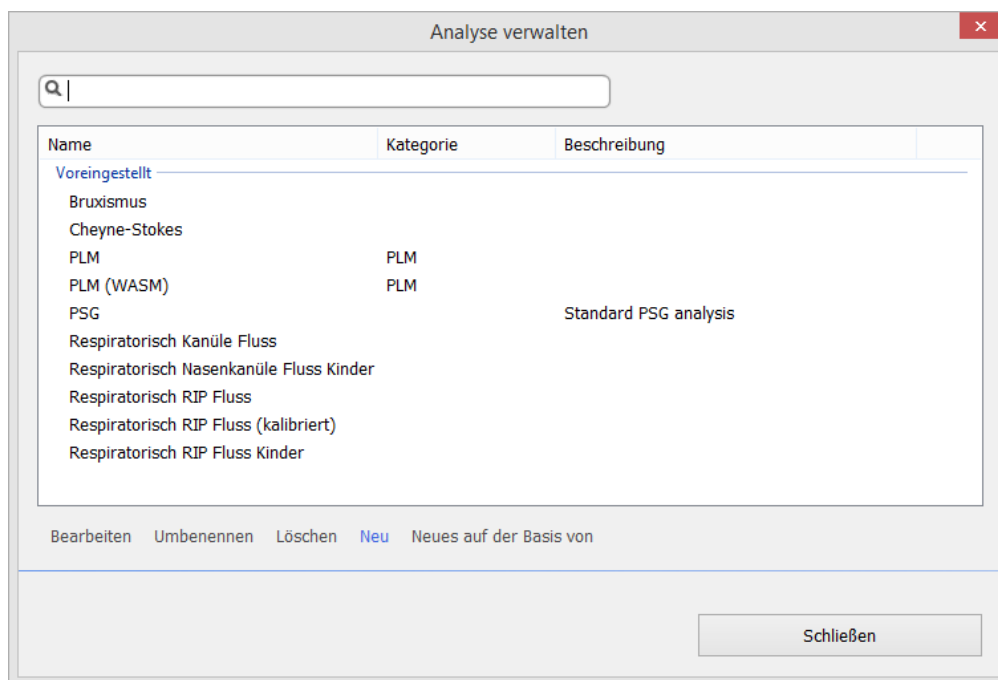 Analyse verwalten
Name Kategorie Beschreibung
Voreingestellt
Bruxismus
Cheyne-Stokes
PLM PLM
PLM (WASM) PLM
PSG Standard PSG analysis
Respiratorisch Kanüle Fluss
Respiratorisch Nasenkanüle Fluss Kinder
Respiratorisch RIP Fluss
Respiratorisch RIP Fluss (kalibriert)
Respiratorisch RIP Fluss Kinder
Bearbeiten Umbenennen Löschen Neu Neues auf der Basis von
Schließen